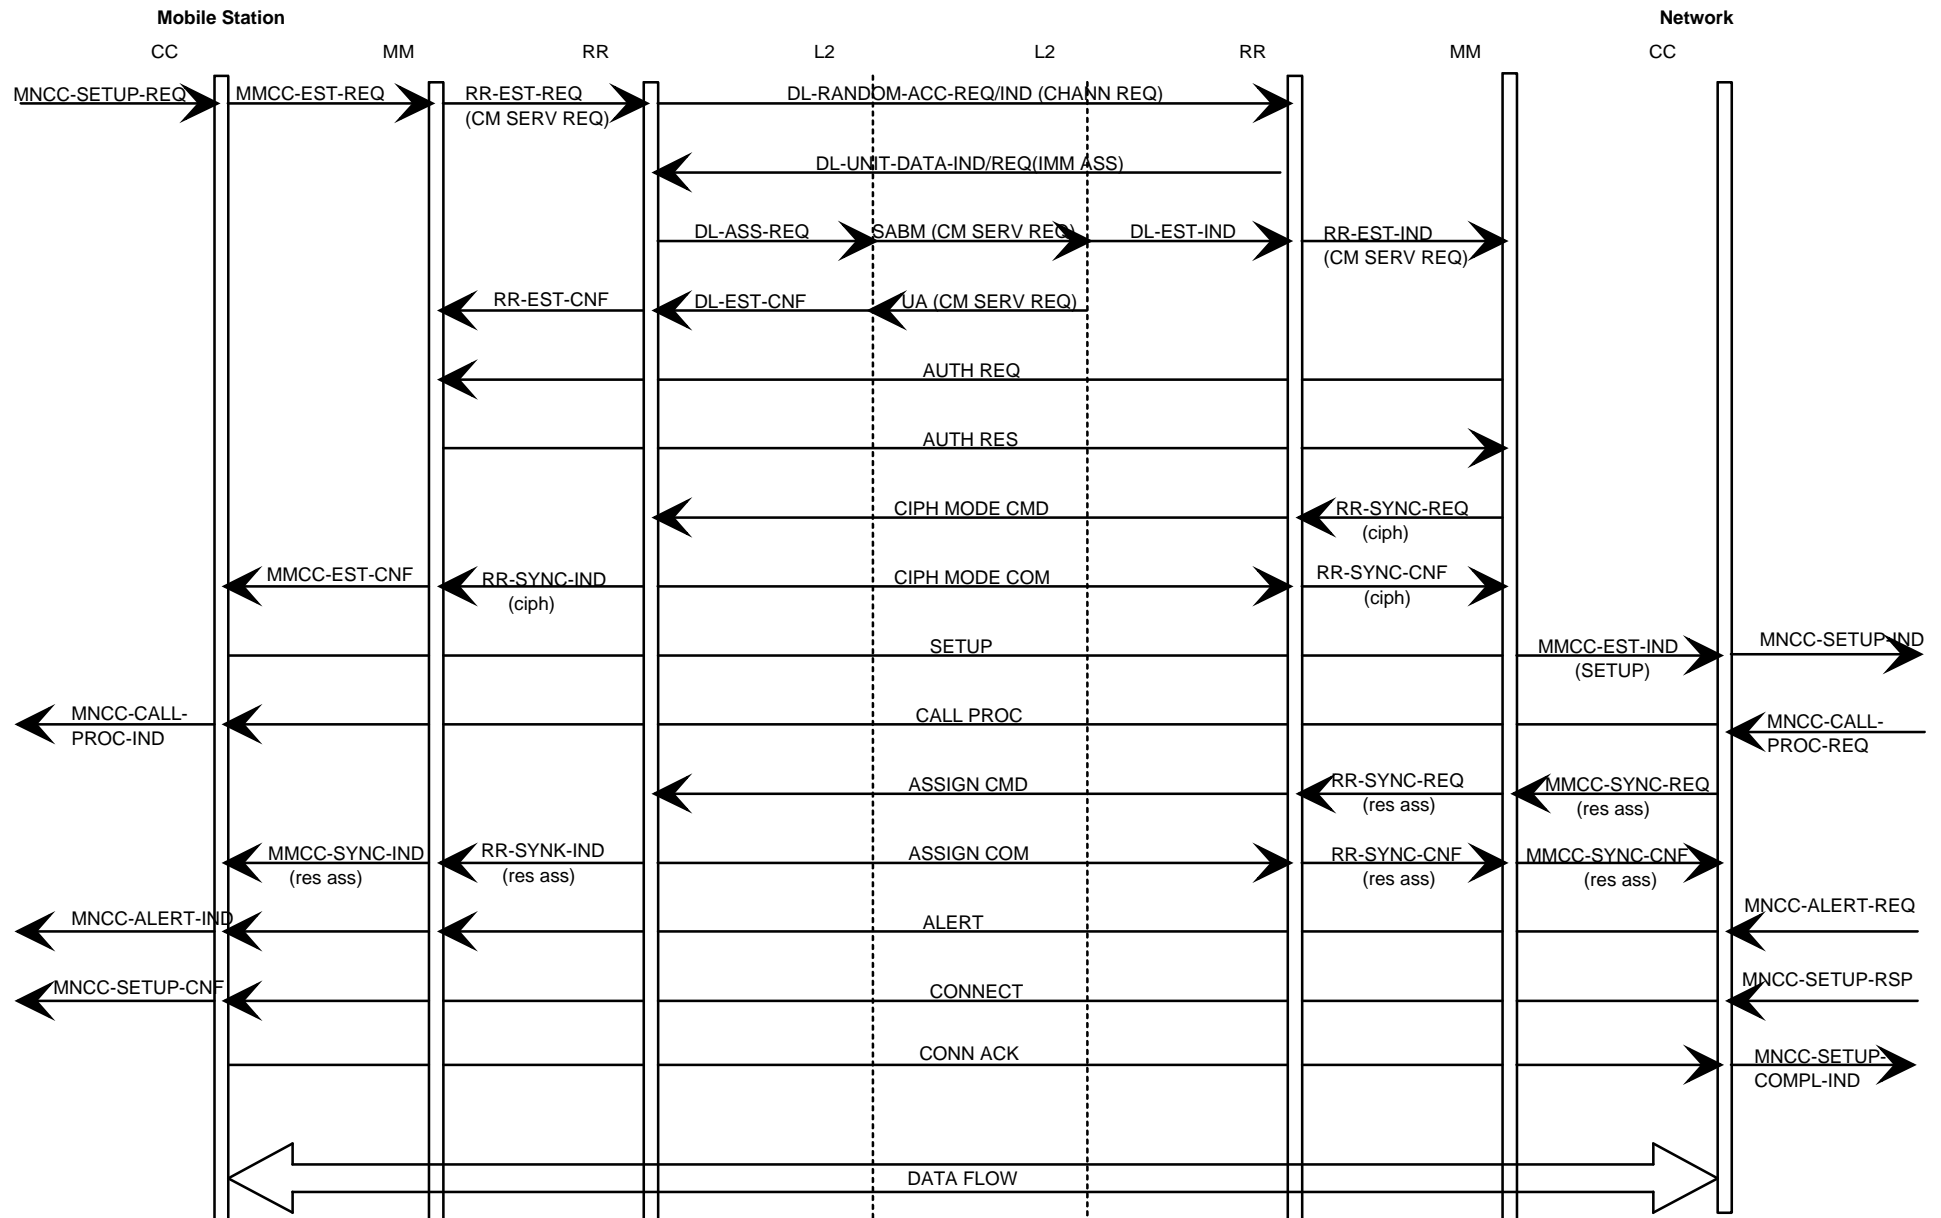 Mobile Station
Network
CC
MM
RR
L2
L2
RR
MM
CC
MNCC-SETUP-REQ
MMCC-EST-REQ
RR-EST-REQ
(CM SERV REQ)
DL-RANDOM-ACC-REQ/IND (CHANN REQ)
DL-UNIT-DATA-IND/REQ(IMM ASS)
DL-ASS-REQ
SABM (CM SERV REQ)
DL-EST-IND
RR-EST-IND
(CM SERV REQ)
RR-EST-CNF
DL-EST-CNF
UA (CM SERV REQ)
AUTH REQ
AUTH RES
CIPH MODE CMD
RR-SYNC-REQ
(ciph)
MMCC-EST-CNF
RR-SYNC-IND
(ciph)
CIPH MODE COM
RR-SYNC-CNF
(ciph)
SETUP
MMCC-EST-IND
(SETUP)
MNCC-SETUP-IND
MNCC-CALL-
PROC-IND
CALL PROC
MNCC-CALL-
PROC-REQ
ASSIGN CMD
RR-SYNC-REQ
(res ass)
MMCC-SYNC-REQ
(res ass)
MMCC-SYNC-IND
(res ass)
RR-SYNK-IND
(res ass)
ASSIGN COM
RR-SYNC-CNF
(res ass)
MMCC-SYNC-CNF
(res ass)
MNCC-ALERT-IND
ALERT
MNCC-ALERT-REQ
MNCC-SETUP-CNF
CONNECT
MNCC-SETUP-RSP
CONN ACK
MNCC-SETUP-
COMPL-IND
DATA FLOW